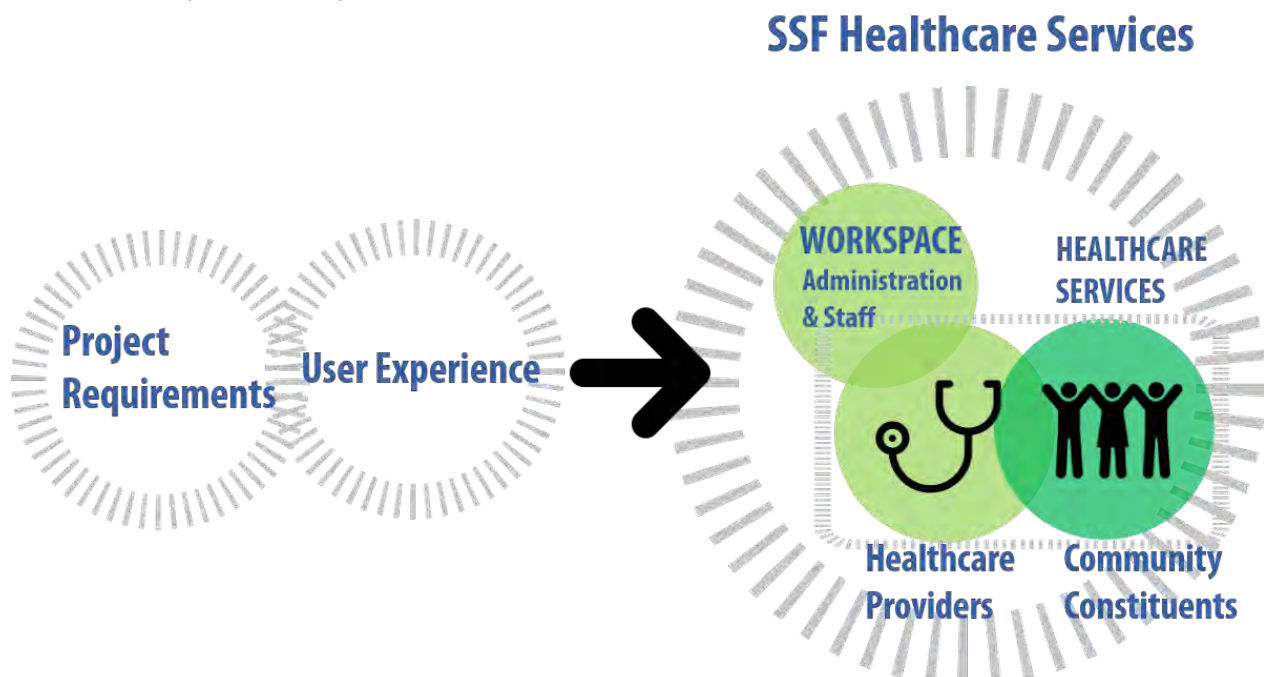 SSF Healthcare Services
Project
Requirements
User Experience
WORKSPACE
Administration
& Staff
HEALTHCARE
SERVICES
Healthcare
Providers
Community
Constituents